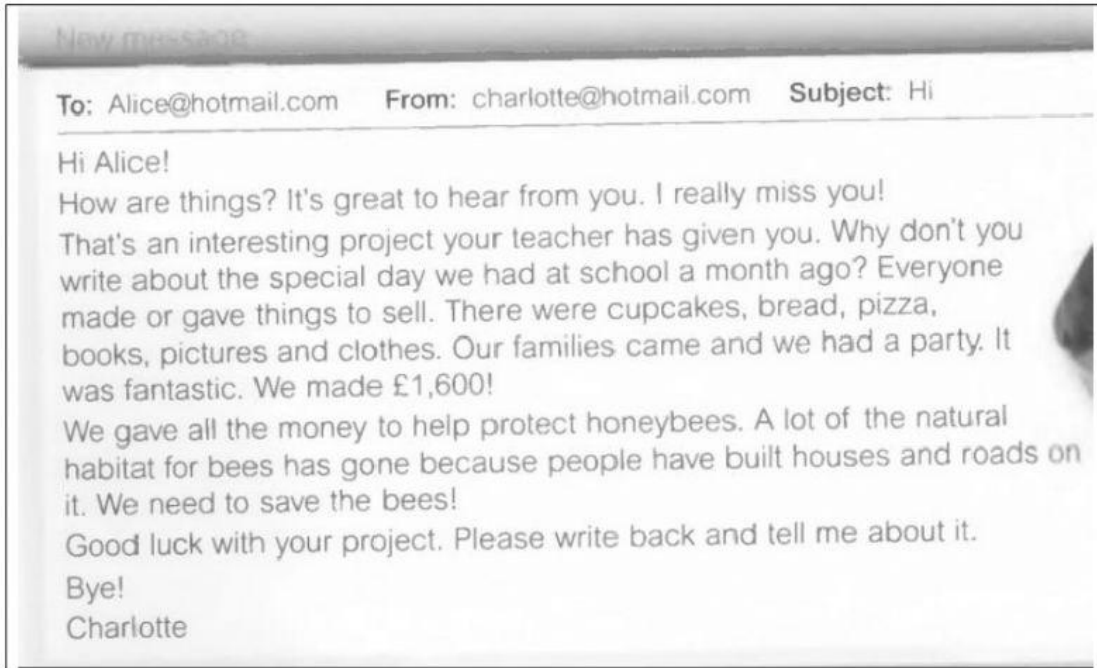 New message
To: Alice@hotmail.com From: charlotte@hotmail.com Subject: Hi
Hi Alice!
How are things? It's great to hear from you. I really miss you!
That's an interesting project your teacher has given you. Why don't you
write about the special day we had at school a month ago? Everyone
made or gave things to sell. There were cupcakes, bread, pizza,
books, pictures and clothes. Our families came and we had a party. It
was fantastic. We made £1,600!
We gave all the money to help protect honeybees. A lot of the natural
habitat for bees has gone because people have built houses and roads on
it. We need to save the bees!
Good luck with your project. Please write back and tell me about it.
Bye!
Charlotte